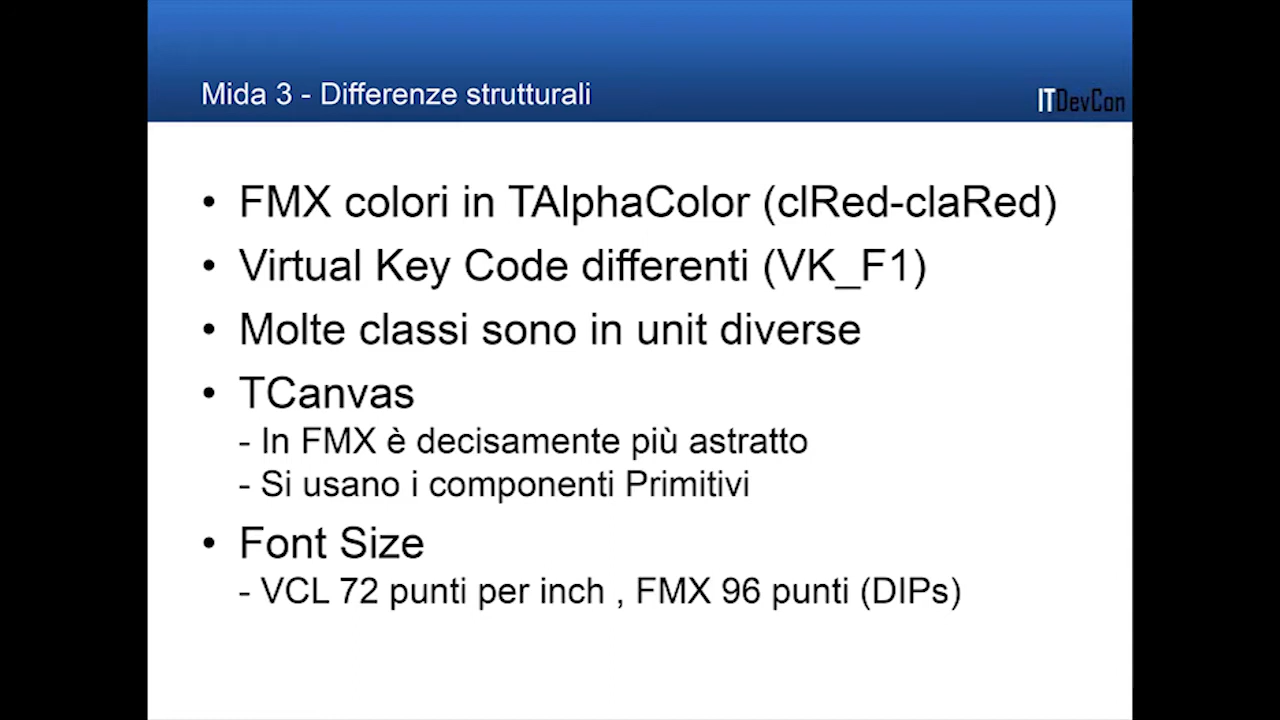 Mida 3 - Differenze strutturali
ITDevCon
• FMX colori in TAlphaColor (clRed-claRed)
• Virtual Key Code differenti (VK_F1)
• Molte classi sono in unit diverse
• TCanvas
- In FMX è decisamente più astratto
- Si usano i componenti Primitivi
• Font Size
- VCL 72 punti per inch , FMX 96 punti (DIPs)